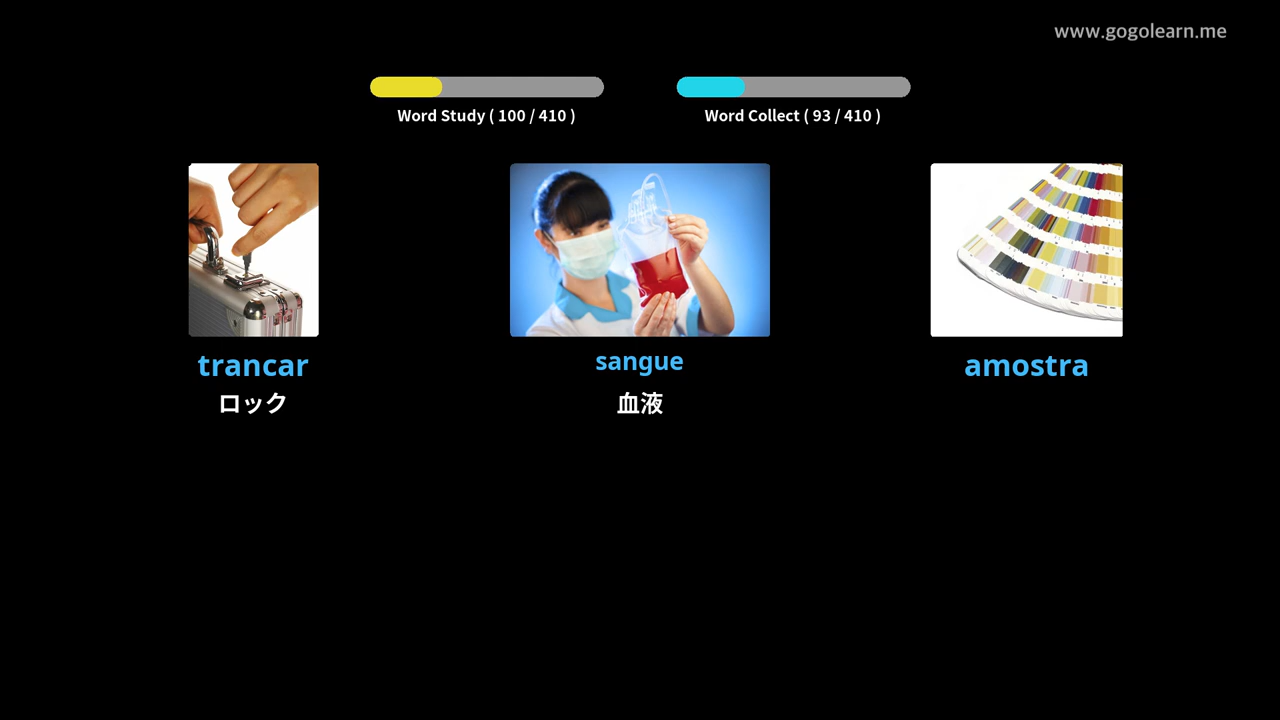 www.gogolearn.me
Word Study ( 100 / 410 )
Word Collect ( 93 / 410 )
trancar
ロック
sangue
血液
amostra